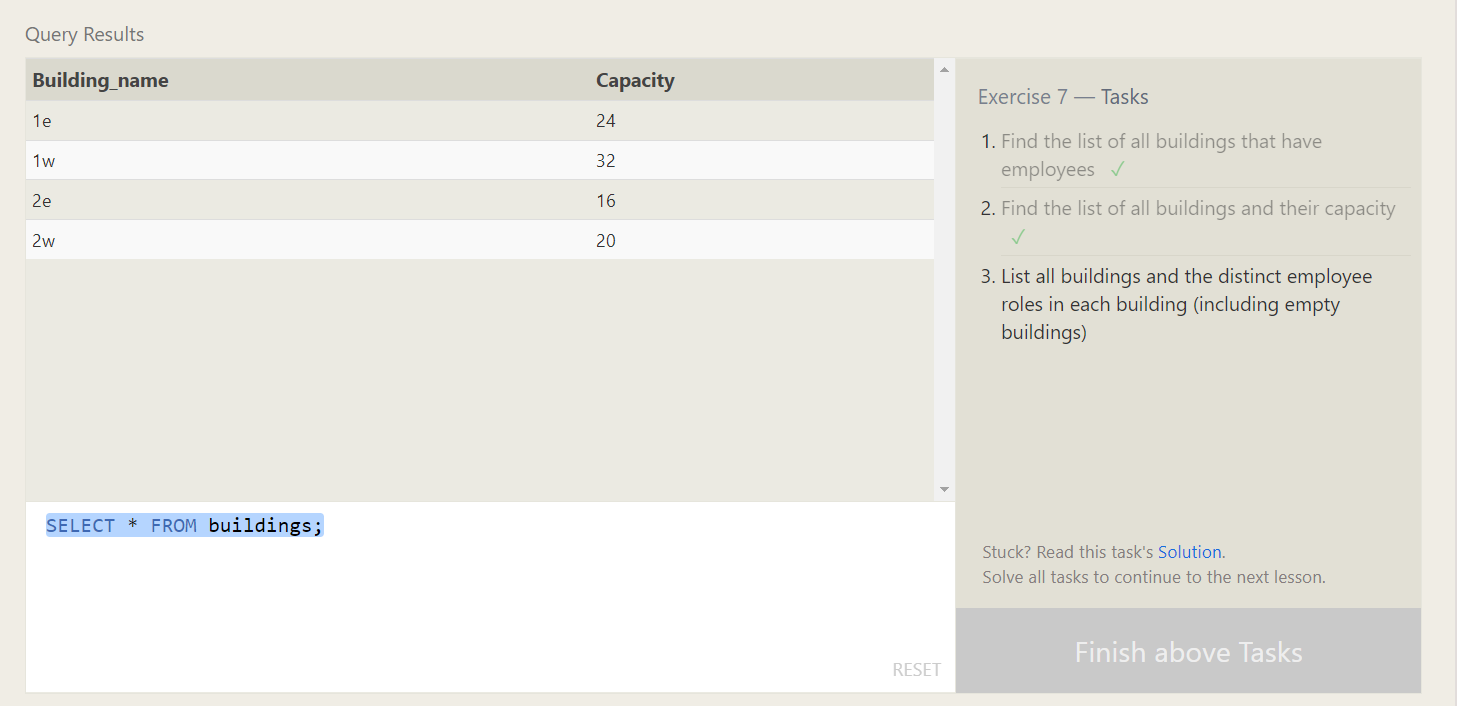 Query Results
Building_name Capacity
1e 24
1w 32
2e 16
2w 20
SELECT * FROM buildings;
RESET
Exercise 7 — Tasks
1. Find the list of all buildings that have
employees ✓
2. Find the list of all buildings and their capacity
✓
3. List all buildings and the distinct employee
roles in each building (including empty
buildings)
Stuck? Read this task's Solution.
Solve all tasks to continue to the next lesson.
Finish above Tasks